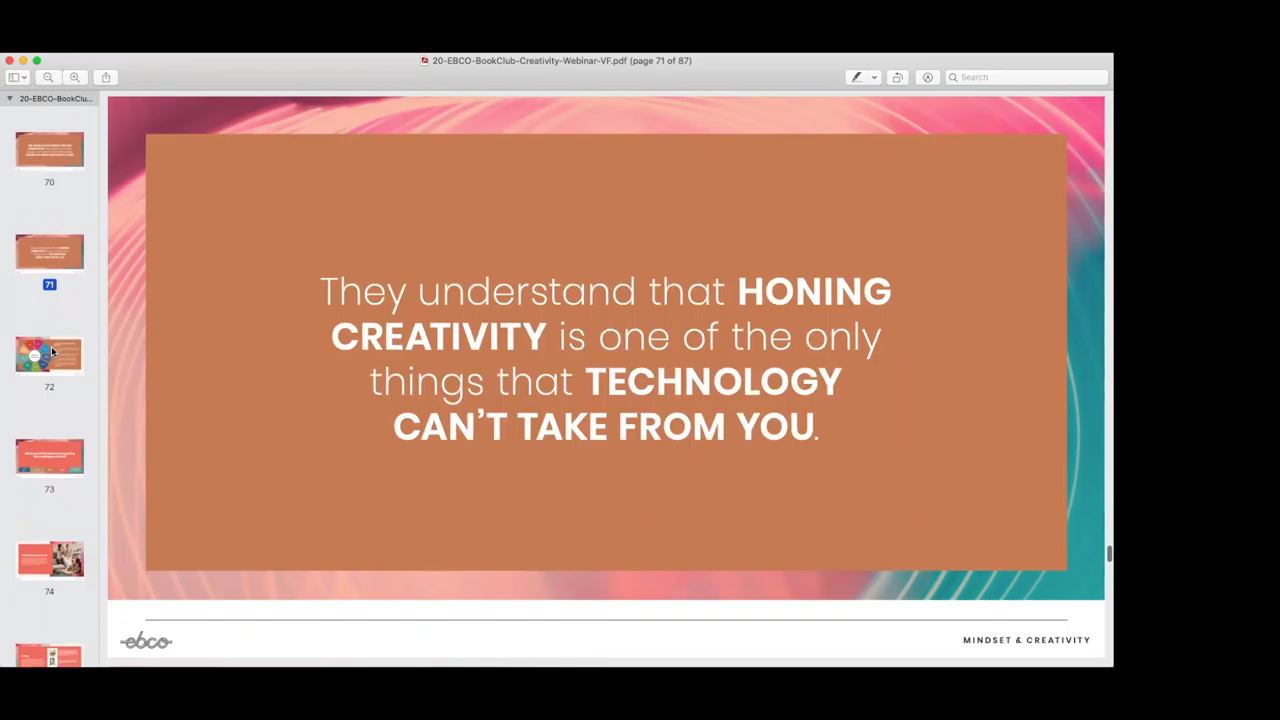 20-EBCO-BookClub-Creativity-Webinar-VF.pdf (page 71 of 87)
Search
20-EBCO-BookClu...
70
71
72
73
74
They understand that HONING
CREATIVITY is one of the only
things that TECHNOLOGY
CAN'T TAKE FROM YOU.
ebco
MINDSET & CREATIVITY